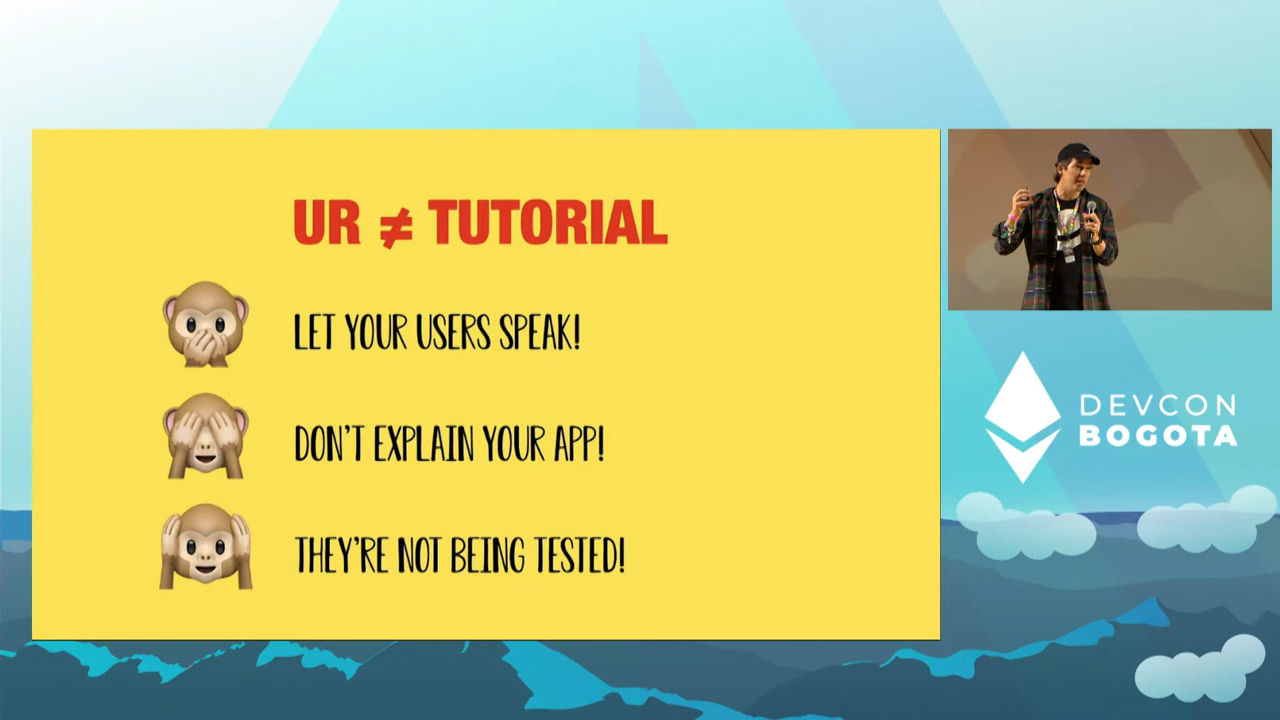 UR ≠ TUTORIAL
LET YOUR USERS SPEAK!
DON'T EXPLAIN YOUR APP!
THEY'RE NOT BEING TESTED!
DEVCON
BOGOTA